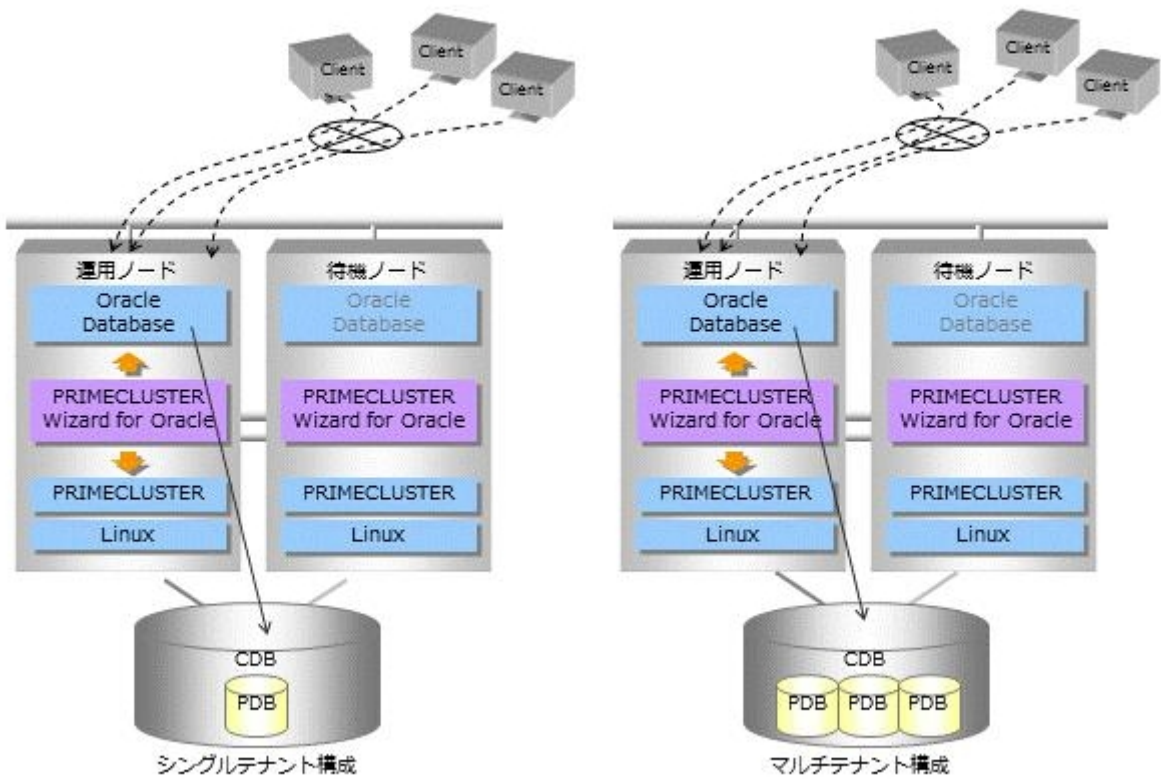 Client
Client
Client
運用ノード
Oracle
Database
PRIMECLUSTER
Wizard for Oracle
PRIMECLUSTER
Linux
待機ノード
Oracle
Database
PRIMECLUSTER
Wizard for Oracle
PRIMECLUSTER
Linux
CDB
PDB
シングルテナント構成
Client
Client
Client
運用ノード
Oracle
Database
PRIMECLUSTER
Wizard for Oracle
PRIMECLUSTER
Linux
待機ノード
Oracle
Database
PRIMECLUSTER
Wizard for Oracle
PRIMECLUSTER
Linux
CDB
PDB
PDB
PDB
マルチテナント構成